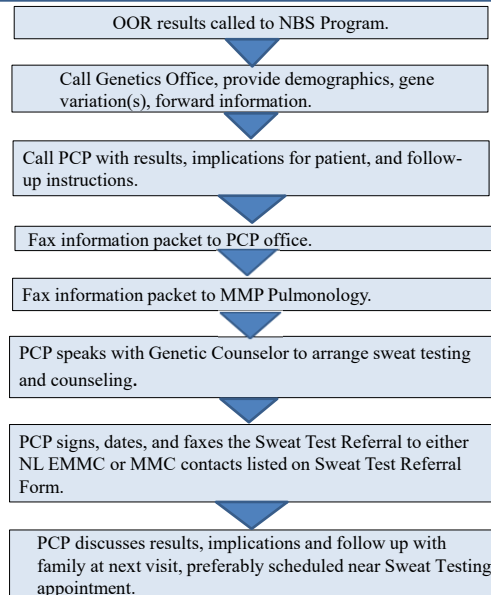 OOR results called to NBS Program.
Call Genetics Office, provide demographics, gene
variation(s), forward information.
Call PCP with results, implications for patient, and follow-
up instructions.
Fax information packet to PCP office.
Fax information packet to MMP Pulmonology.
PCP speaks with Genetic Counselor to arrange sweat testing
and counseling.
PCP signs, dates, and faxes the Sweat Test Referral to either
NL EMMC or MMC contacts listed on Sweat Test Referral
Form.
PCP discusses results, implications and follow up with
family at next visit, preferably scheduled near Sweat Testing
appointment.